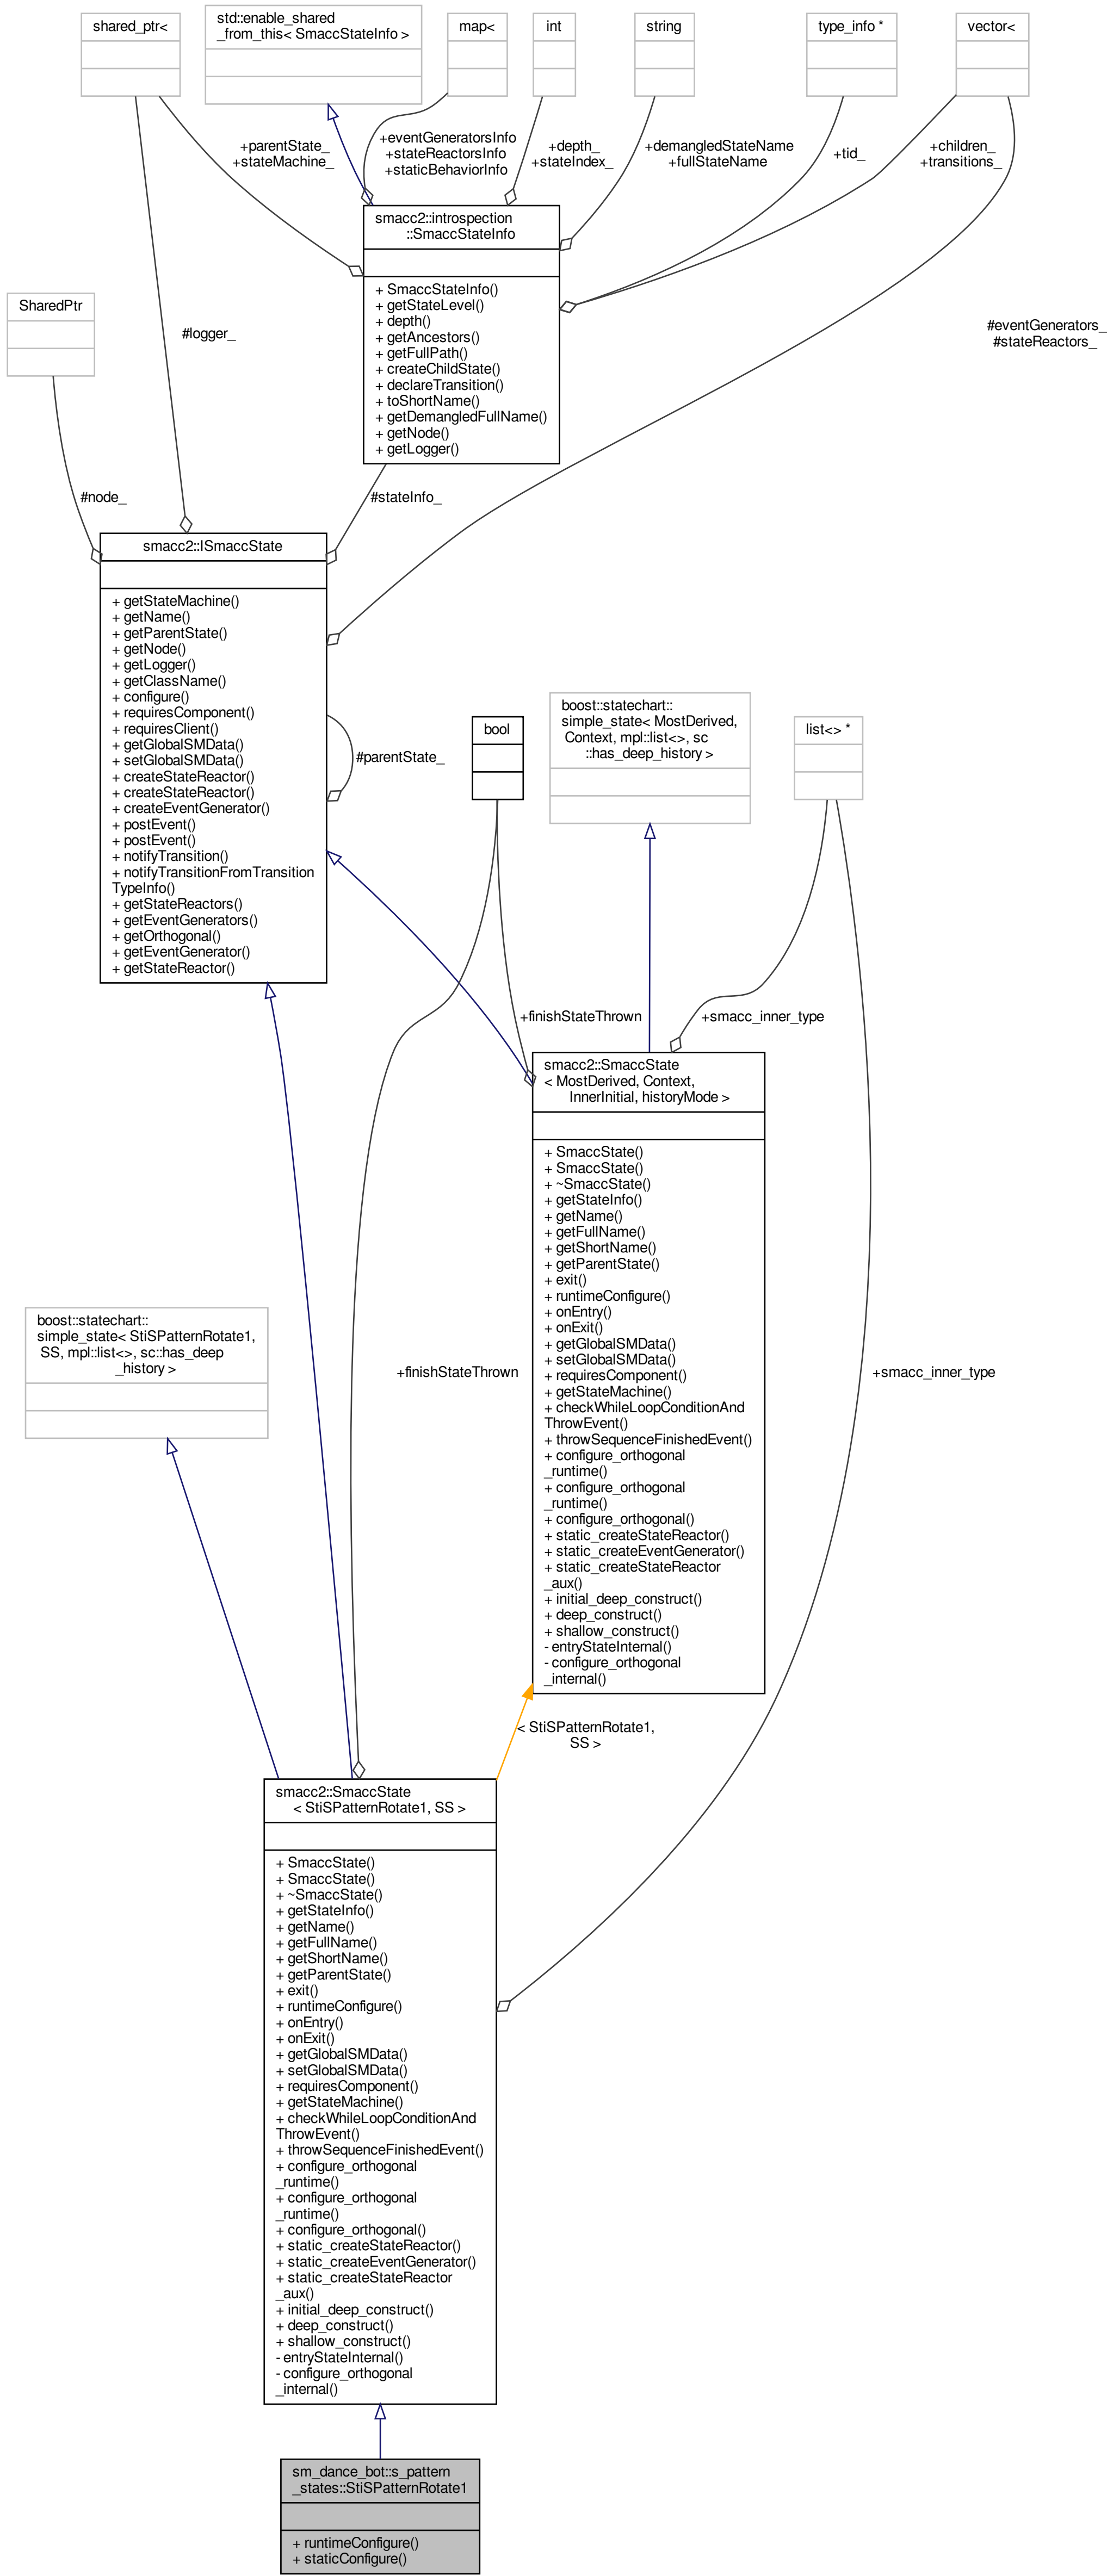 shared_ptr<
std::enable_shared
_from_this< SmaccStateInfo >
map<
int
string
type_info *
vector<
+parentState_
+stateMachine_
+eventGeneratorsInfo
+stateReactorsInfo
+staticBehaviorInfo
+depth_
+stateIndex_
+demangledStateName
+fullStateName
+tid_
+children_
+transitions_
smacc2::introspection
::SmaccStateInfo
+ SmaccStateInfo()
+ getStateLevel()
+ depth()
+ getAncestors()
+ getFullPath()
+ createChildState()
+ declareTransition()
+ toShortName()
+ getDemangledFullName()
+ getNode()
+ getLogger()
SharedPtr
#logger_
#eventGenerators_
#stateReactors_
#node_
#stateInfo_
smacc2::ISmaccState
+ getStateMachine()
+ getName()
+ getParentState()
+ getNode()
+ getLogger()
+ getClassName()
+ configure()
+ requiresComponent()
+ requiresClient()
+ getGlobalSMData()
+ setGlobalSMData()
+ createStateReactor()
+ createStateReactor()
+ createEventGenerator()
+ postEvent()
+ postEvent()
+ notifyTransition()
+ notifyTransitionFromTransition
TypeInfo()
+ getStateReactors()
+ getEventGenerators()
+ getOrthogonal()
+ getEventGenerator()
+ getStateReactor()
#parentState_
bool
boost::statechart::
simple_state< MostDerived,
Context, mpl::list<>, sc
::has_deep_history >
list<> *
+finishStateThrown
+smacc_inner_type
smacc2::SmaccState
< MostDerived, Context,
InnerInitial, historyMode >
+ SmaccState()
+ SmaccState()
+ ~SmaccState()
+ getStateInfo()
+ getName()
+ getFullName()
+ getShortName()
+ getParentState()
+ exit()
+ runtimeConfigure()
+ onEntry()
+ onExit()
+ getGlobalSMData()
+ setGlobalSMData()
+ requiresComponent()
+ getStateMachine()
+ checkWhileLoopConditionAnd
ThrowEvent()
+ throwSequenceFinishedEvent()
+ configure_orthogonal
_runtime()
+ configure_orthogonal
_runtime()
+ configure_orthogonal()
+ static_createStateReactor()
+ static_createEventGenerator()
+ static_createStateReactor
_aux()
+ initial_deep_construct()
+ deep_construct()
+ shallow_construct()
- entryStateInternal()
- configure_orthogonal
_internal()
boost::statechart::
simple_state< StiSPatternRotate1,
SS, mpl::list<>, sc::has_deep
_history >
+finishStateThrown
+smacc_inner_type
< StiSPatternRotate1,
SS >
smacc2::SmaccState
< StiSPatternRotate1, SS >
+ SmaccState()
+ SmaccState()
+ ~SmaccState()
+ getStateInfo()
+ getName()
+ getFullName()
+ getShortName()
+ getParentState()
+ exit()
+ runtimeConfigure()
+ onEntry()
+ onExit()
+ getGlobalSMData()
+ setGlobalSMData()
+ requiresComponent()
+ getStateMachine()
+ checkWhileLoopConditionAnd
ThrowEvent()
+ throwSequenceFinishedEvent()
+ configure_orthogonal
_runtime()
+ configure_orthogonal
_runtime()
+ configure_orthogonal()
+ static_createStateReactor()
+ static_createEventGenerator()
+ static_createStateReactor
_aux()
+ initial_deep_construct()
+ deep_construct()
+ shallow_construct()
- entryStateInternal()
- configure_orthogonal
_internal()
sm_dance_bot::s_pattern
_states::StiSPatternRotate1
+ runtimeConfigure()
+ staticConfigure()